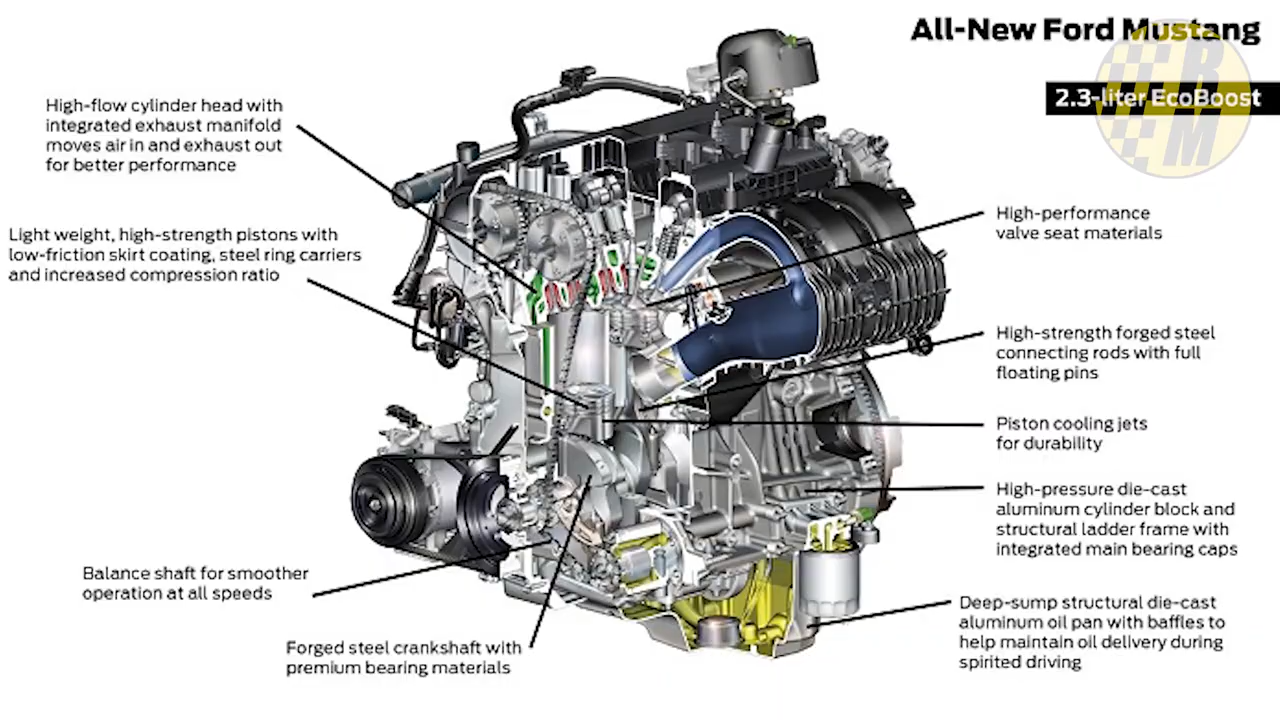 All-New Ford Mustang
2.3-liter EcoBoost
RM
High-flow cylinder head with
integrated exhaust manifold
moves air in and exhaust out
for better performance
Light weight, high-strength pistons with
low-friction skirt coating, steel ring carriers
and increased compression ratio
Balance shaft for smoother
operation at all speeds
Forged steel crankshaft with
premium bearing materials
High-performance
valve seat materials
High-strength forged steel
connecting rods with full
floating pins
Piston cooling jets
for durability
High-pressure die-cast
aluminum cylinder block and
structural ladder frame with
integrated main bearing caps
Deep-sump structural die-cast
aluminum oil pan with baffles to
help maintain oil delivery during
spirited driving